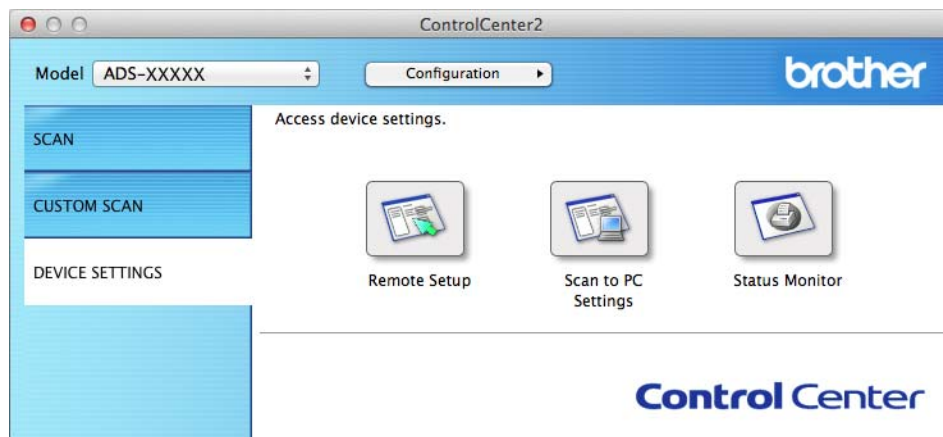 ControlCenter2
Model ADS-XXXXX Configuration brother
SCAN
CUSTOM SCAN
DEVICE SETTINGS
Access device settings.
Remote Setup
Scan to PC
Settings
Status Monitor
Control Center